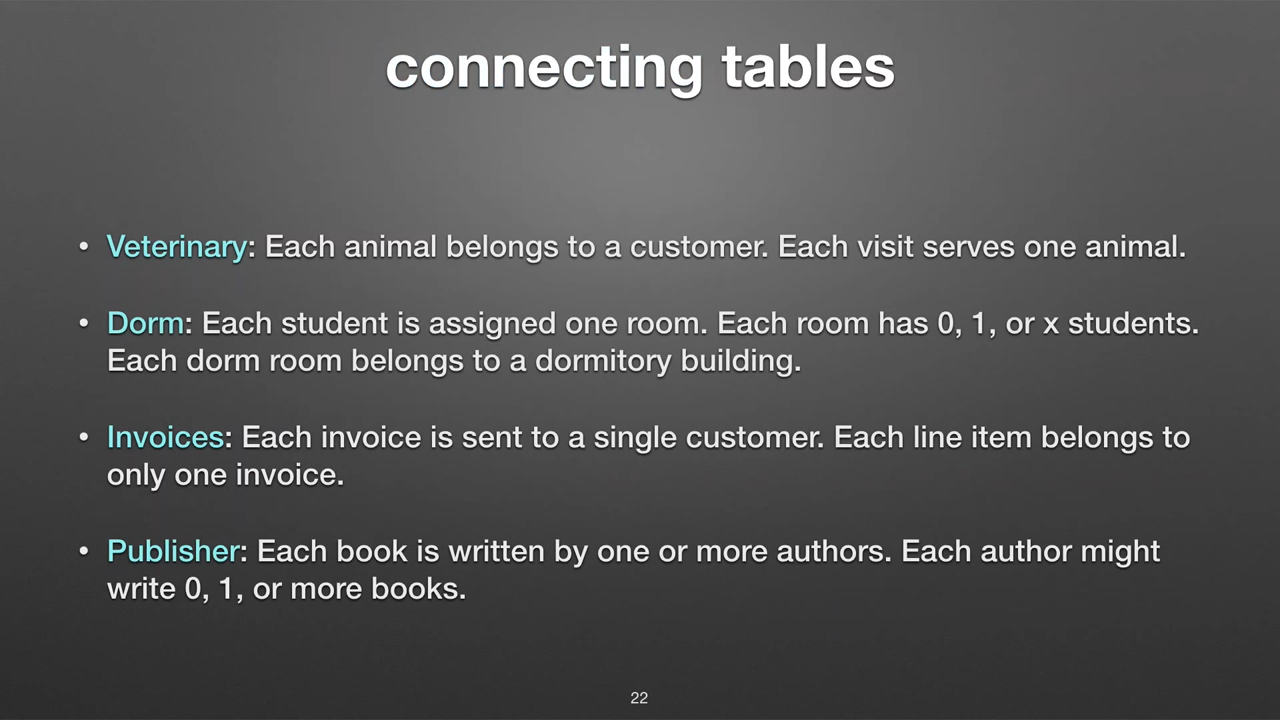 connecting tables
• Veterinary: Each animal belongs to a customer. Each visit serves one animal.
• Dorm: Each student is assigned one room. Each room has 0, 1, or x students.
Each dorm room belongs to a dormitory building.
• Invoices: Each invoice is sent to a single customer. Each line item belongs to
only one invoice.
• Publisher: Each book is written by one or more authors. Each author might
write 0, 1, or more books.
22